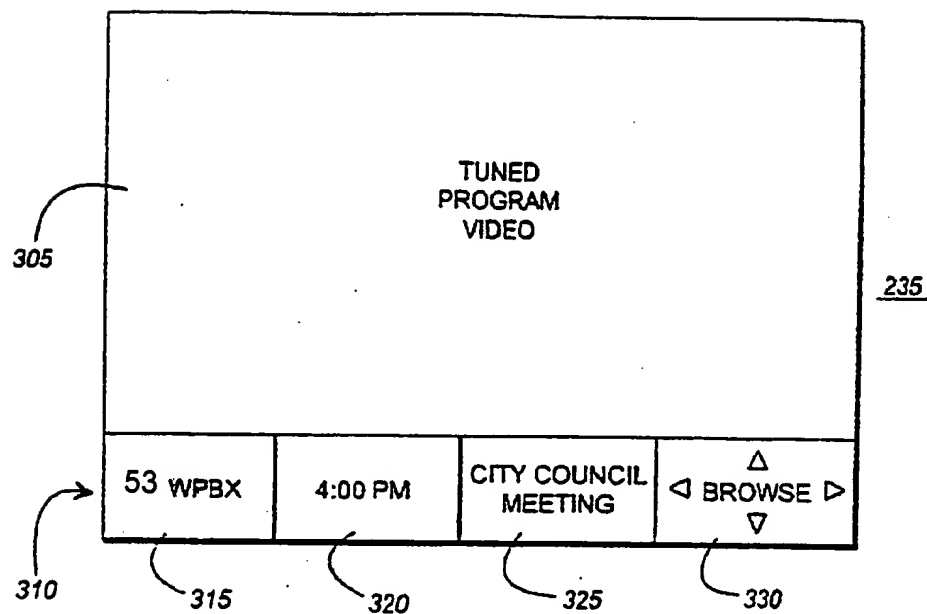 TUNED
PROGRAM
VIDEO
305
235
53 WPBX
4:00 PM
CITY COUNCIL
MEETING
◁ BROWSE ▷
310
315
320
325
330